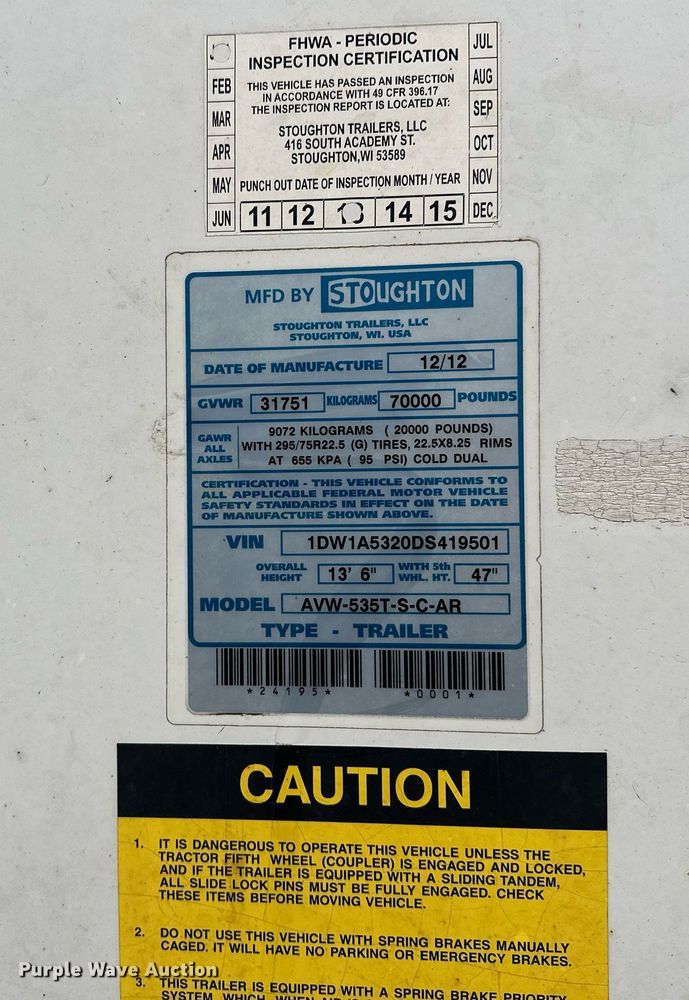 FHWA - PERIODIC
INSPECTION CERTIFICATION
THIS VEHICLE HAS PASSED AN INSPECTION
IN ACCORDANCE WITH 49 CFR 396.17
THE INSPECTION REPORT IS LOCATED AT:
STOUGHTON TRAILERS, LLC
416 SOUTH ACADEMY ST.
STOUGHTON, WI 53589
PUNCH OUT DATE OF INSPECTION MONTH / YEAR
FEB
MAR
APR
MAY
JUN
11 12 14 15
JUL
AUG
SEP
OCT
NOV
DEC
MFD BY STOUGHTON
STOUGHTON TRAILERS, LLC
STOUGHTON, WI. USA
DATE OF MANUFACTURE 12/12
GVWR 31751 KILOGRAMS 70000 POUNDS
GAWR
ALL
AXLES
9072 KILOGRAMS ( 20000 POUNDS)
WITH 295/75R22.5 (G) TIRES, 22.5X8.25 RIMS
AT 655 KPA ( 95 PSI) COLD DUAL
CERTIFICATION - THIS VEHICLE CONFORMS TO
ALL APPLICABLE FEDERAL MOTOR VEHICLE
SAFETY STANDARDS IN EFFECT ON THE DATE
OF MANUFACTURE SHOWN ABOVE.
VIN 1DW1A5320DS419501
OVERALL
HEIGHT 13' 6" WITH 5th
WHL. HT. 47"
MODEL AVW-535T-S-C-AR
TYPE - TRAILER
*24195* *0001*
CAUTION
1. IT IS DANGEROUS TO OPERATE THIS VEHICLE UNLESS THE
TRACTOR FIFTH WHEEL (COUPLER) IS ENGAGED AND LOCKED,
AND IF THE TRAILER IS EQUIPPED WITH A SLIDING TANDEM,
ALL SLIDE LOCK PINS MUST BE FULLY ENGAGED. CHECK
THESE ITEMS BEFORE MOVING VEHICLE.
2. DO NOT USE THIS VEHICLE WITH SPRING BRAKES MANUALLY
CAGED. IT WILL HAVE NO PARKING OR EMERGENCY BRAKES.
3. THIS TRAILER IS EQUIPPED WITH A SPRING BRAKE PRIORITY
SYSTEM WHICH, WHEN AIR
Purple Wave Auction